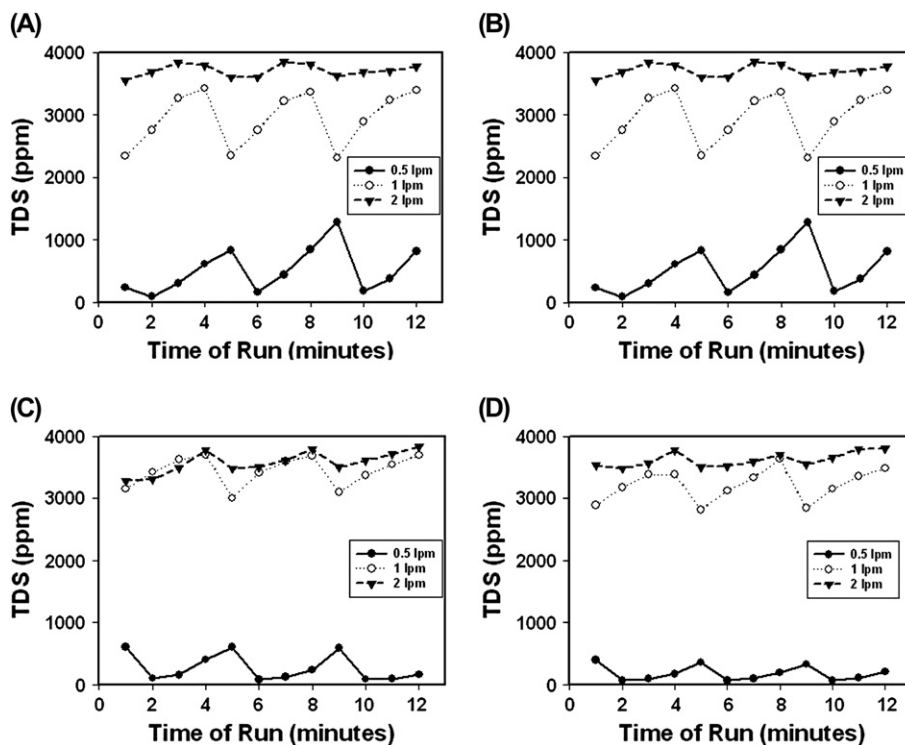 (A)
4000
3000
2000
1000
0
TDS (ppm)
0.5 lpm
1 lpm
2 lpm
0 2 4 6 8 10 12
Time of Run (minutes)
(B)
4000
3000
2000
1000
0
TDS (ppm)
0.5 lpm
1 lpm
2 lpm
0 2 4 6 8 10 12
Time of Run (minutes)
(C)
4000
3000
2000
1000
0
TDS (ppm)
0.5 lpm
1 lpm
2 lpm
0 2 4 6 8 10 12
Time of Run (minutes)
(D)
4000
3000
2000
1000
0
TDS (ppm)
0.5 lpm
1 lpm
2 lpm
0 2 4 6 8 10 12
Time of Run (minutes)